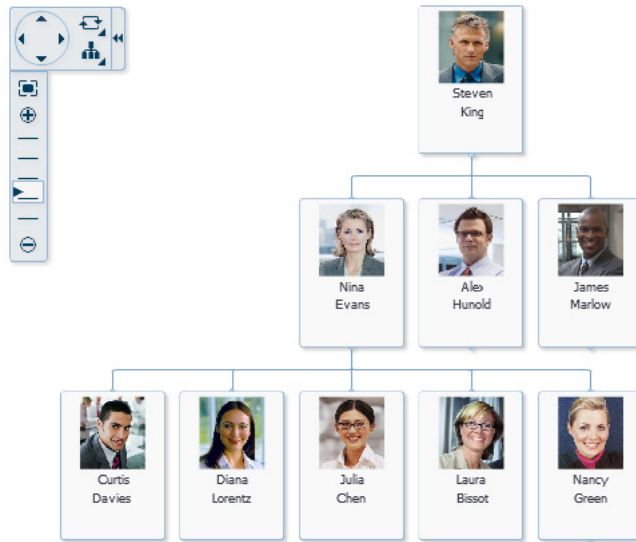 Steven
King
Nina
Evans
Alex
Hunold
James
Marlow
Curtis
Davies
Diana
Lorentz
Julia
Chen
Laura
Bissot
Nancy
Green